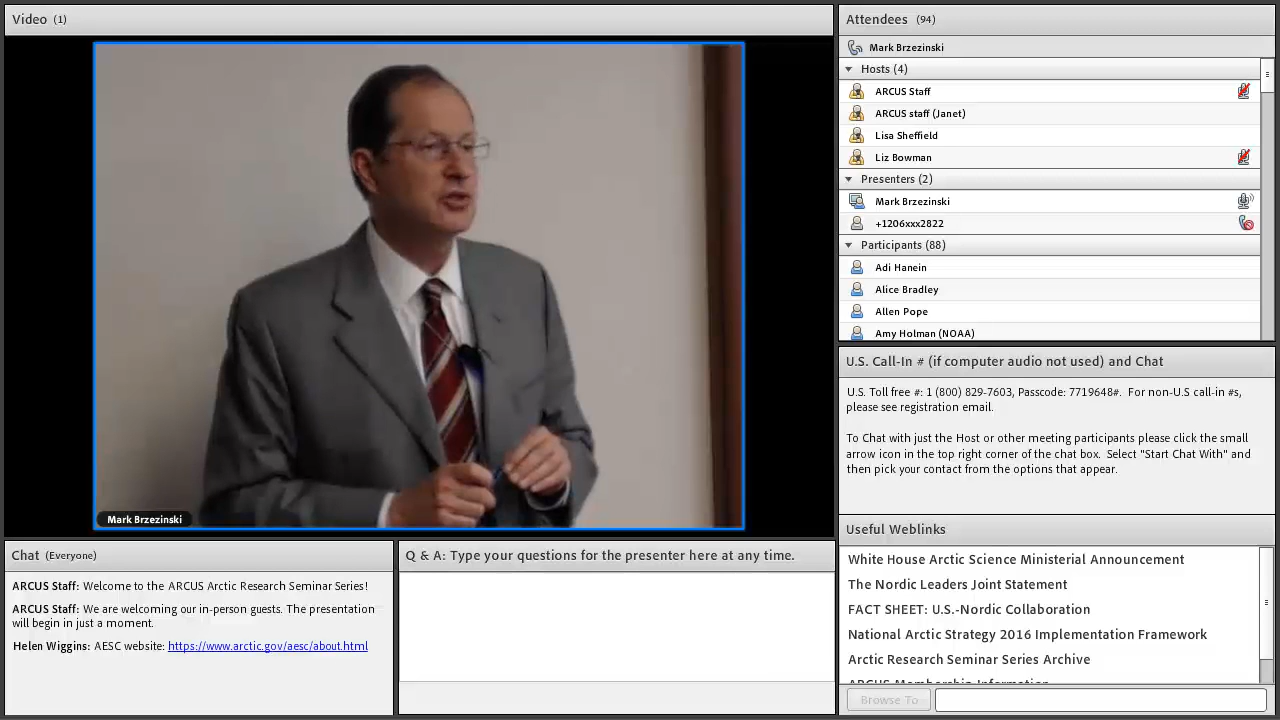 Video (1)
Mark Brzezinski
Attendees (94)
Mark Brzezinski
Hosts (4)
ARCUS Staff
ARCUS staff (Janet)
Lisa Sheffield
Liz Bowman
Presenters (2)
Mark Brzezinski
+1206xxx2822
Participants (88)
Adi Hanein
Alice Bradley
Allen Pope
Amy Holman (NOAA)
U.S. Call-In # (if computer audio not used) and Chat
U.S. Toll free #: 1 (800) 829-7603, Passcode: 7719648#. For non-U.S call-in #s,
please see registration email.
To Chat with just the Host or other meeting participants please click the small
arrow icon in the top right corner of the chat box. Select "Start Chat With" and
then pick your contact from the options that appear.
Useful Weblinks
White House Arctic Science Ministerial Announcement
The Nordic Leaders Joint Statement
FACT SHEET: U.S.-Nordic Collaboration
National Arctic Strategy 2016 Implementation Framework
Arctic Research Seminar Series Archive
ARCUS Membership Information
Browse To
Chat (Everyone)
ARCUS Staff: Welcome to the ARCUS Arctic Research Seminar Series!
ARCUS Staff: We are welcoming our in-person guests. The presentation
will begin in just a moment.
Helen Wiggins: AESC website: https://www.arctic.gov/aesc/about.html
Q & A: Type your questions for the presenter here at any time.